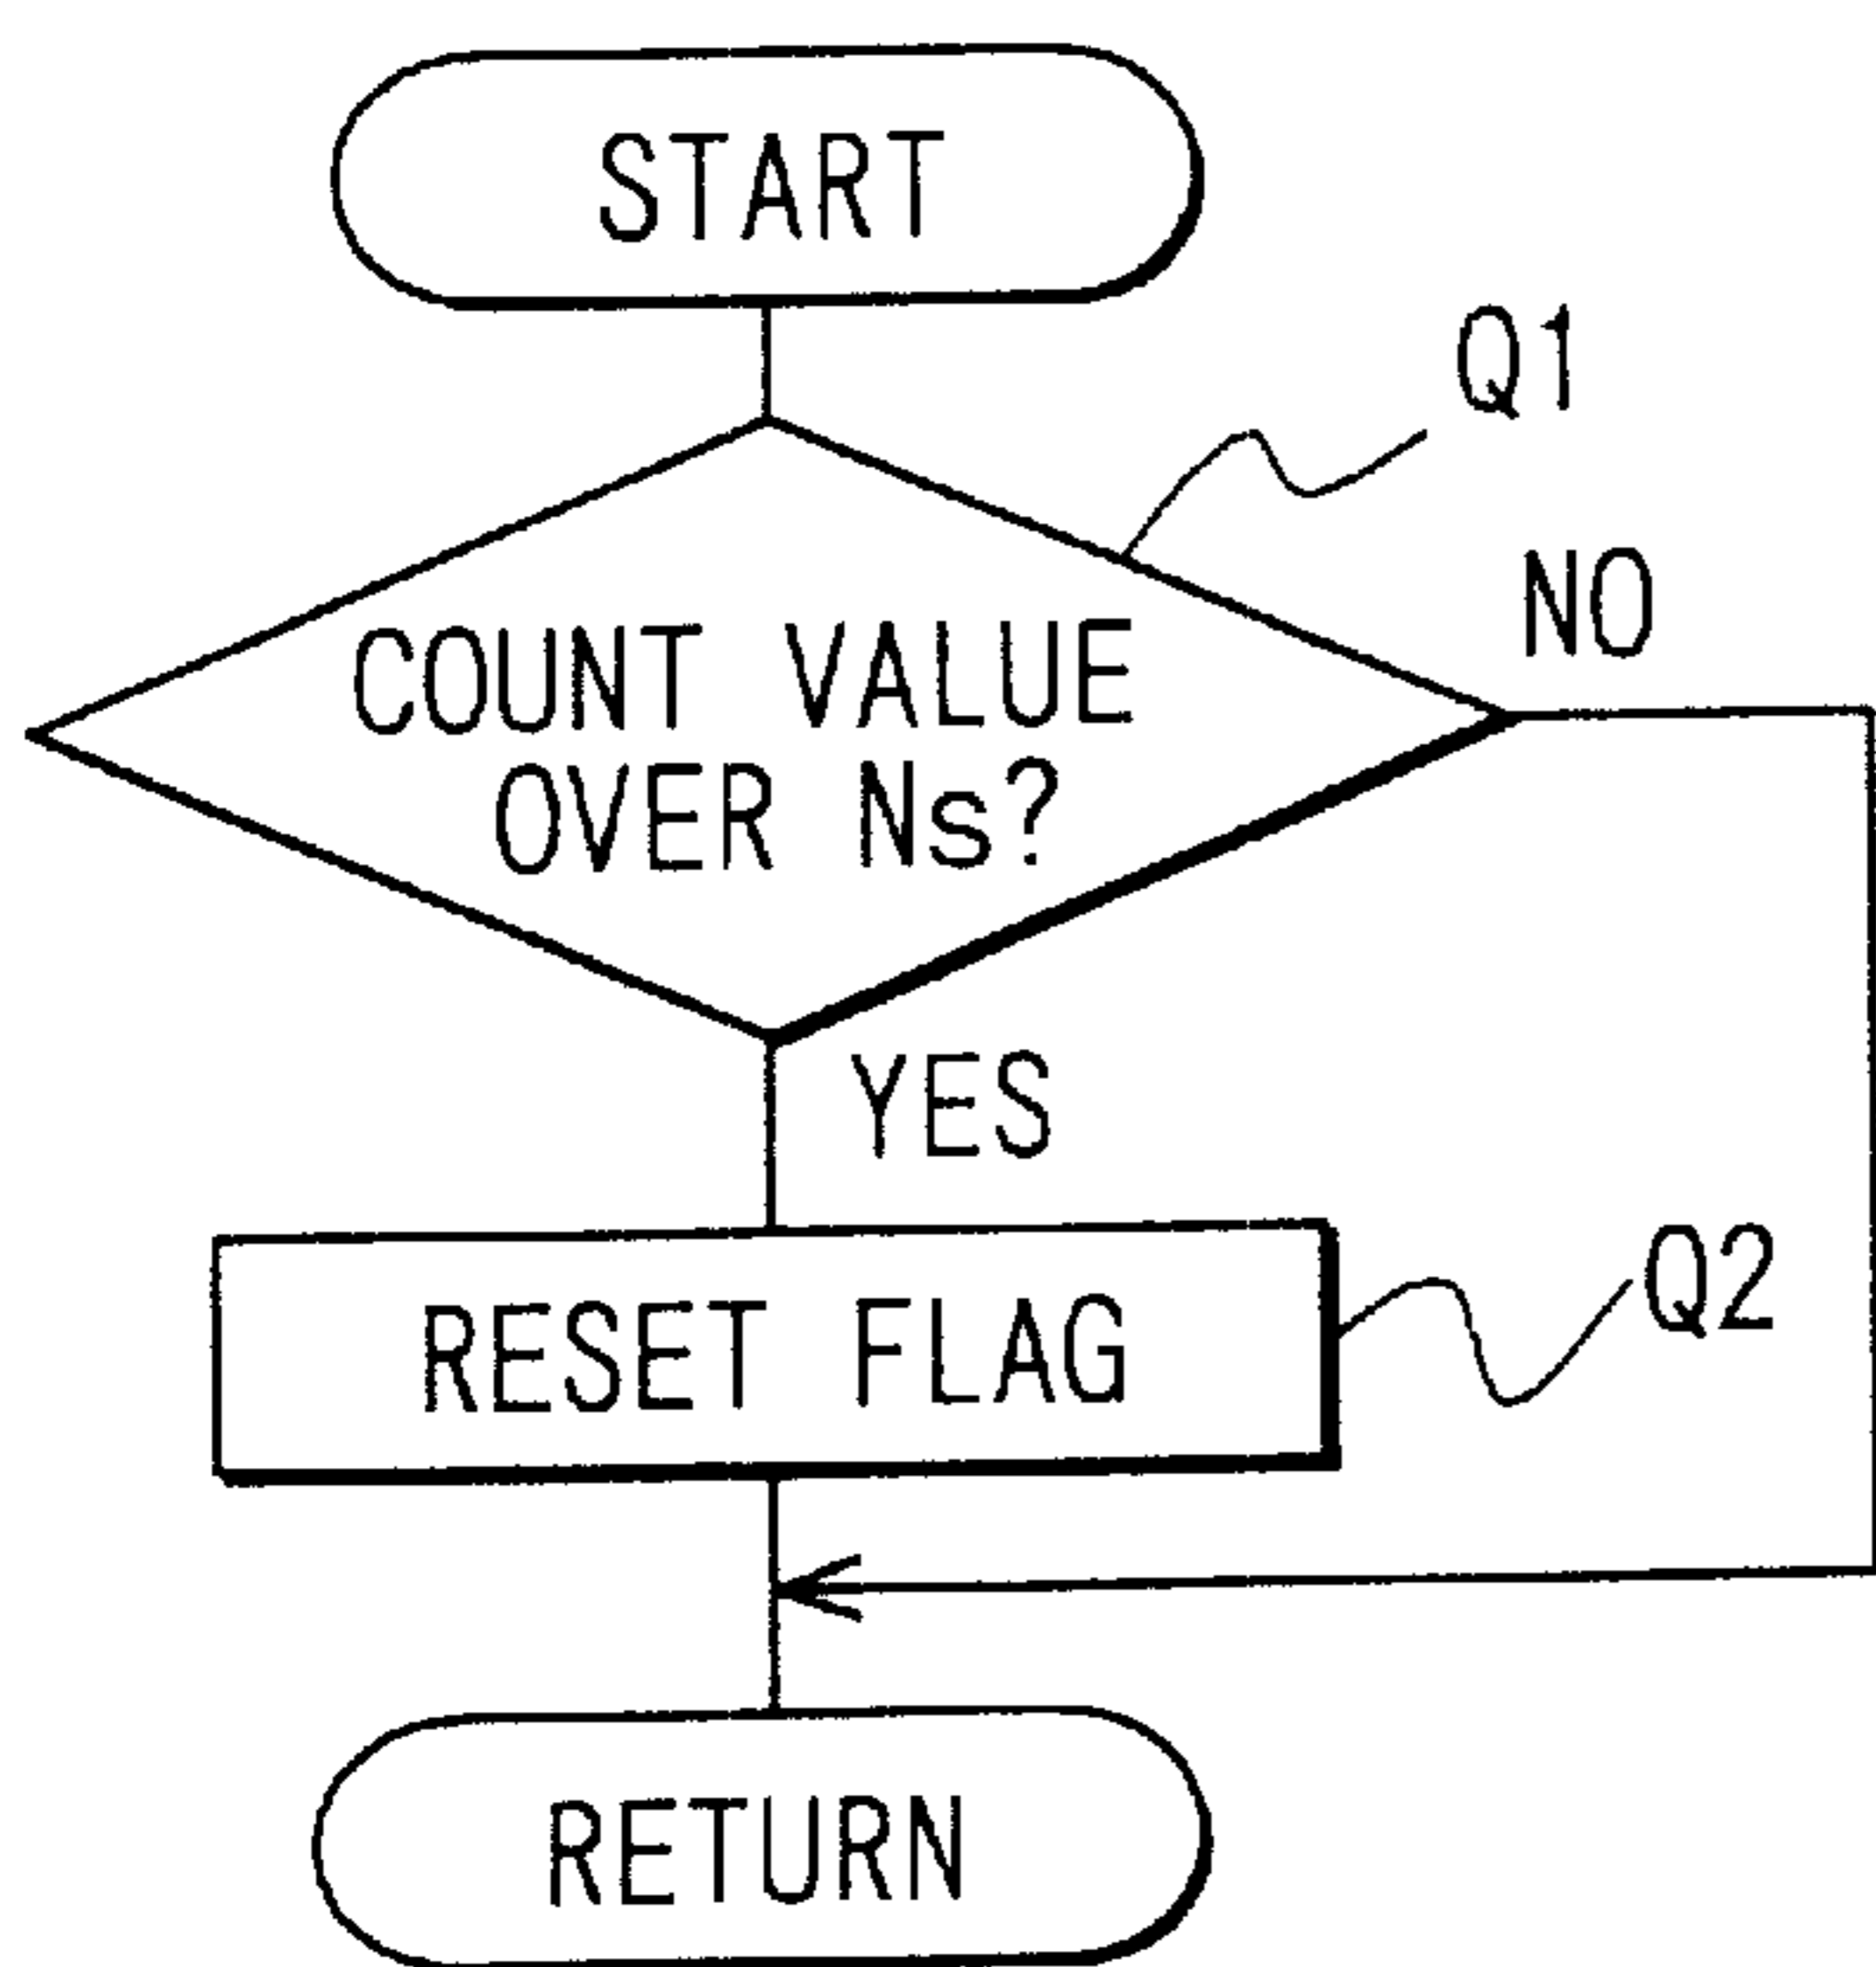 START
Q1
NO
COUNT VALUE
OVER Ns?
YES
RESET FLAG
Q2
RETURN